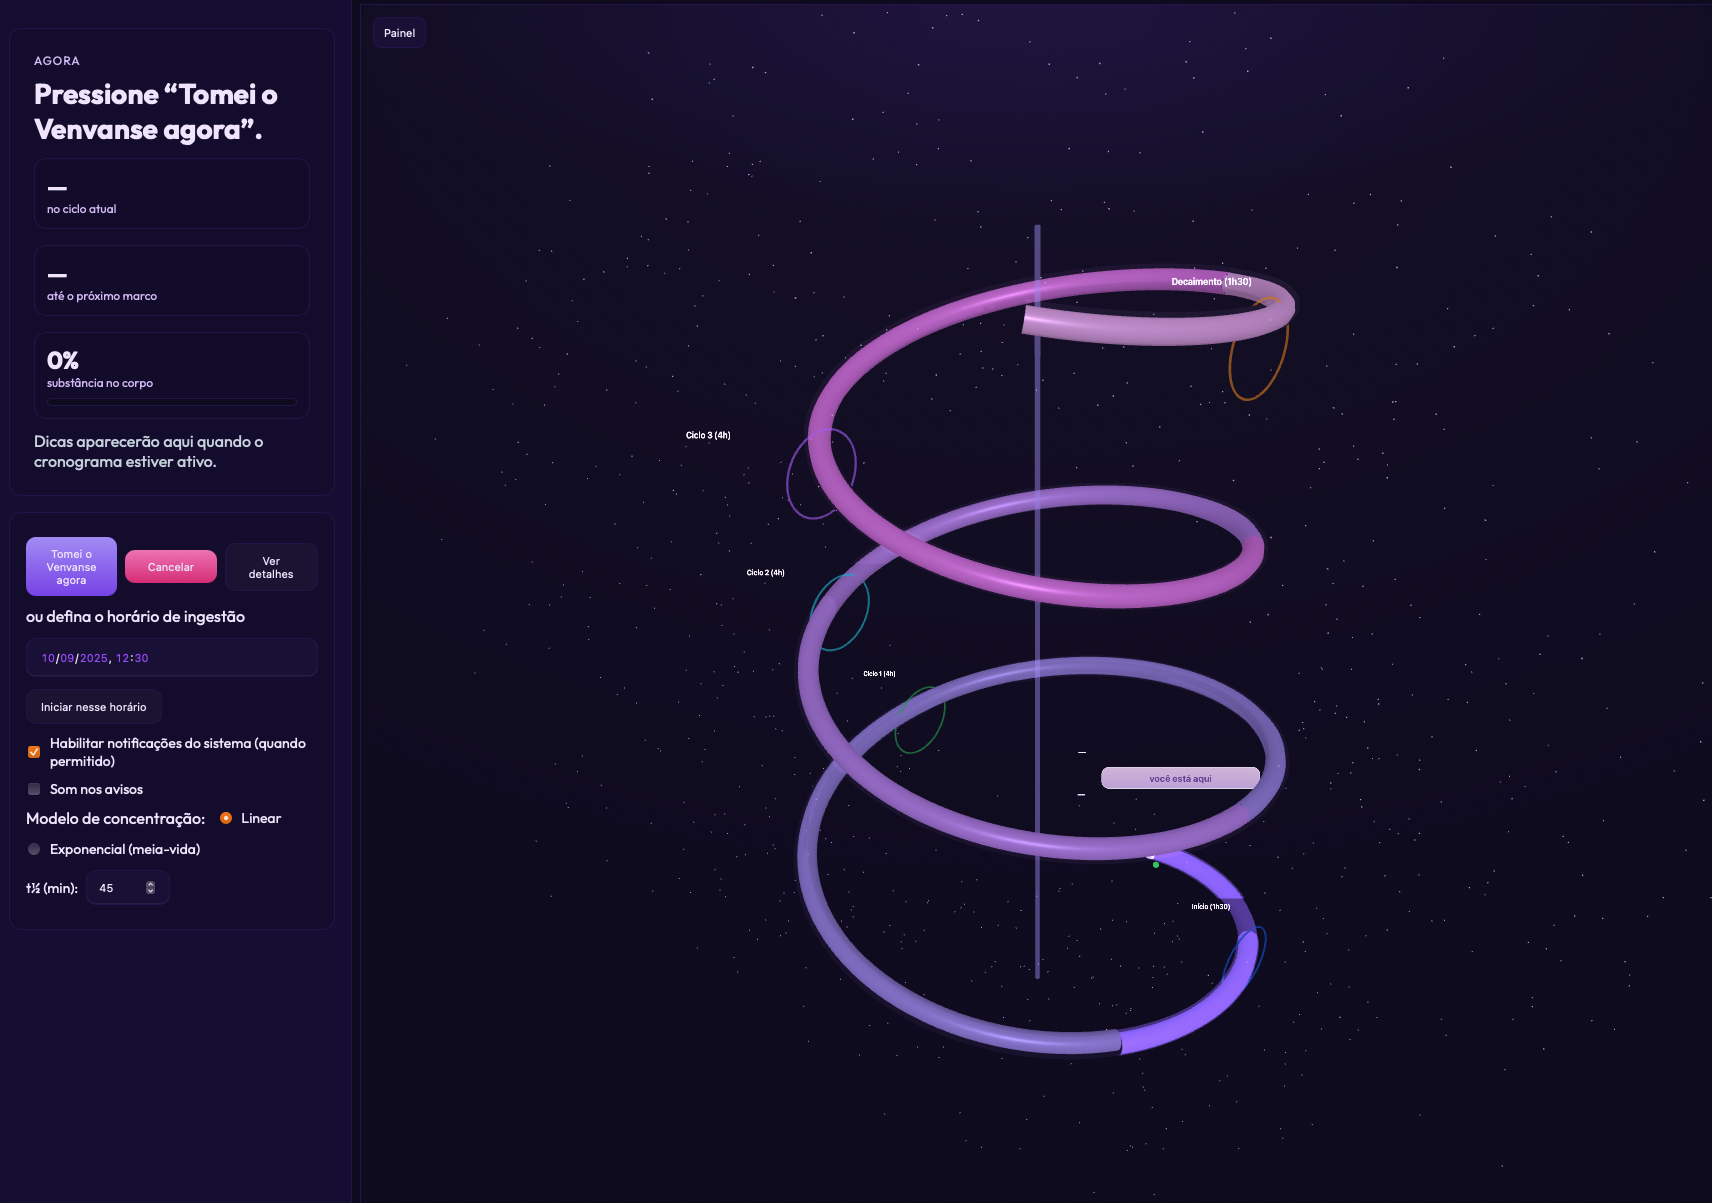 AGORA
Pressione “Tomei o
Venvanse agora”.
—
no ciclo atual
—
até o próximo marco
0%
substância no corpo
Dicas aparecerão aqui quando o
cronograma estiver ativo.
Tomei o
Venvanse
agora
Cancelar
Ver
detalhes
ou defina o horário de ingestão
10/09/2025, 12:30
Iniciar nesse horário
Habilitar notificações do sistema (quando
permitido)
Som nos avisos
Modelo de concentração:
Linear
Exponencial (meia-vida)
t½ (min):
45
Painel
Decaimento (1h30)
Ciclo 3 (4h)
Ciclo 2 (4h)
Ciclo 1 (4h)
—
você está aqui
—
Início (1h30)